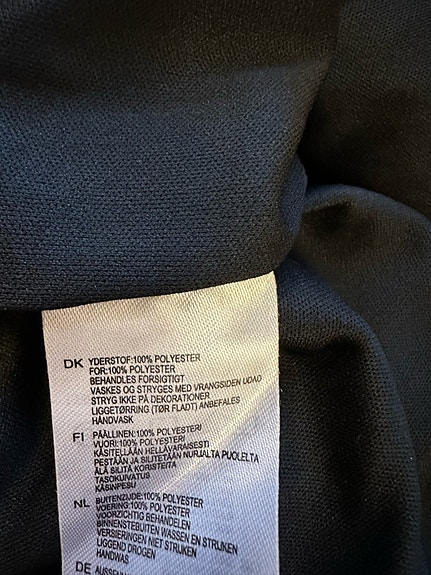 DK YDERSTOF:100% POLYESTER
FOR:100% POLYESTER
BEHANDLES FORSIGTIGT
VASKES OG STRYGES MED VRANGSIDEN UDAD
STRYG IKKE PÅ DEKORATIONER
LIGGETØRRING (TØR FLADT) ANBEFALES
HÅNDVASK
FI PÄÄLLINEN:100% POLYESTERI
VUORI:100% POLYESTERI
KÄSITELLÄÄN HELLÄVARAISESTI
PESTÄÄN JA SILITETÄÄN NURJALTA PUOLELTA
ÄLÄ SILITÄ KORISTEITA
TASOKUIVATUS
KÄSINPESU
NL BUITENZIJDE:100% POLYESTER
VOERING:100% POLYESTER
VOORZICHTIG BEHANDELEN
BINNENSTEBUITEN WASSEN EN STRIJKEN
VERSIERINGEN NIET STRIJKEN
LIGGEND DROGEN
HANDWAS
DE